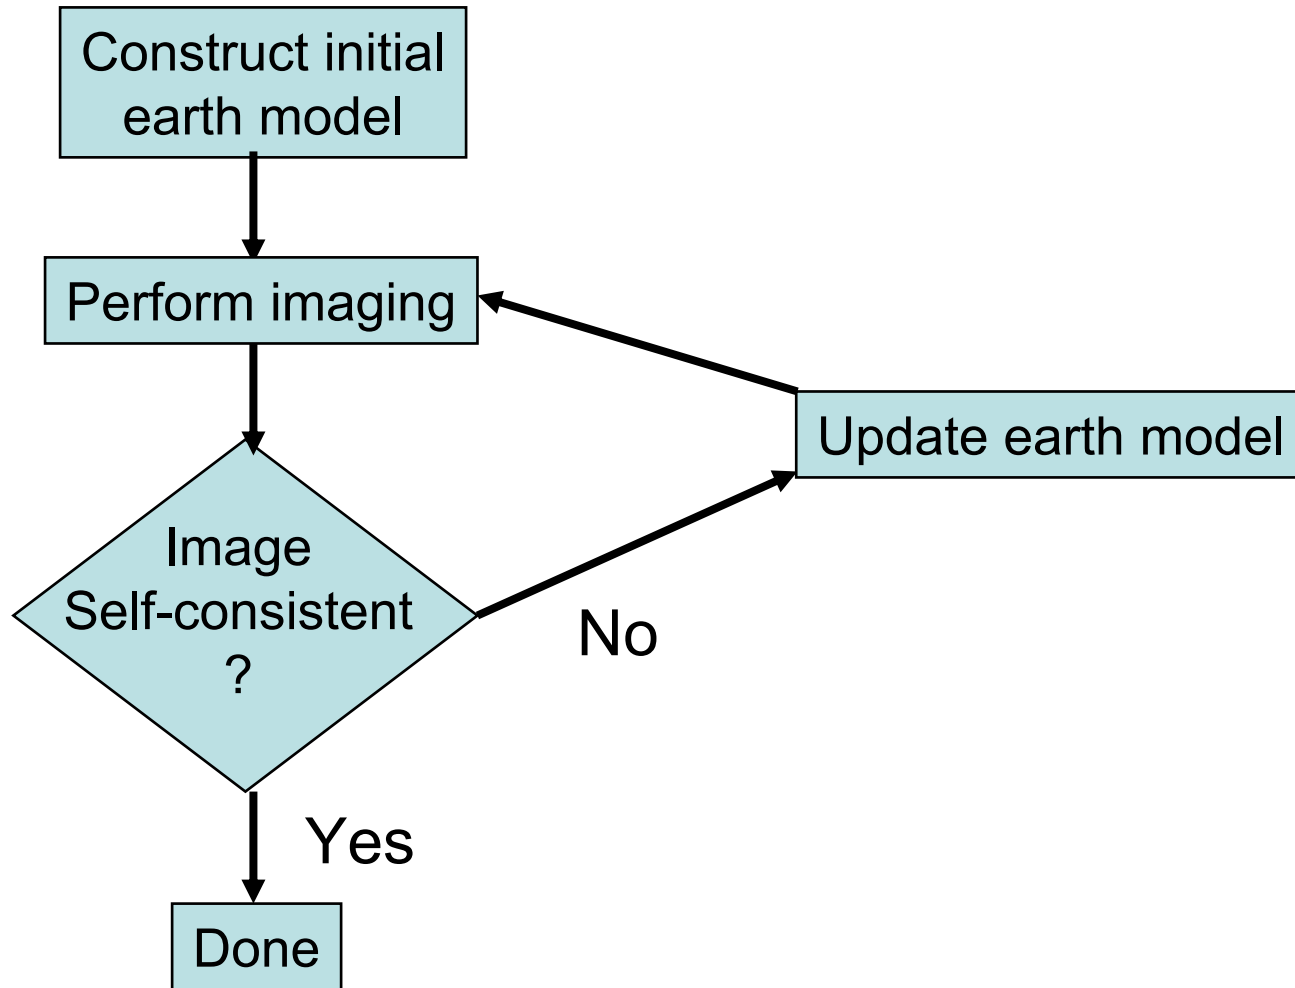 Construct initial
earth model
Perform imaging
Update earth model
Image
Self-consistent
?
No
Yes
Done